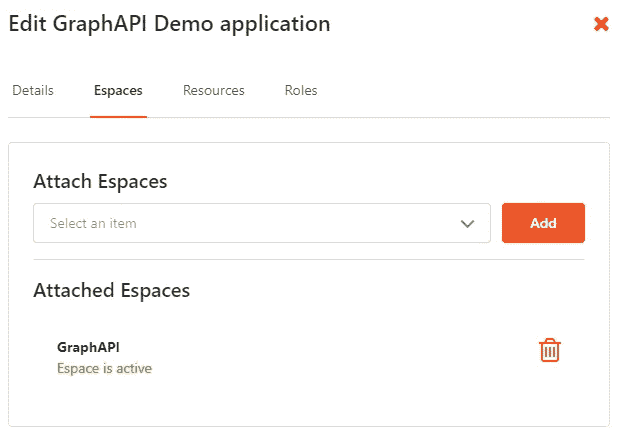 Edit GraphAPI Demo application
Details Espaces Resources Roles
Attach Espaces
Select an item Add
Attached Espaces
GraphAPI
Espace is active